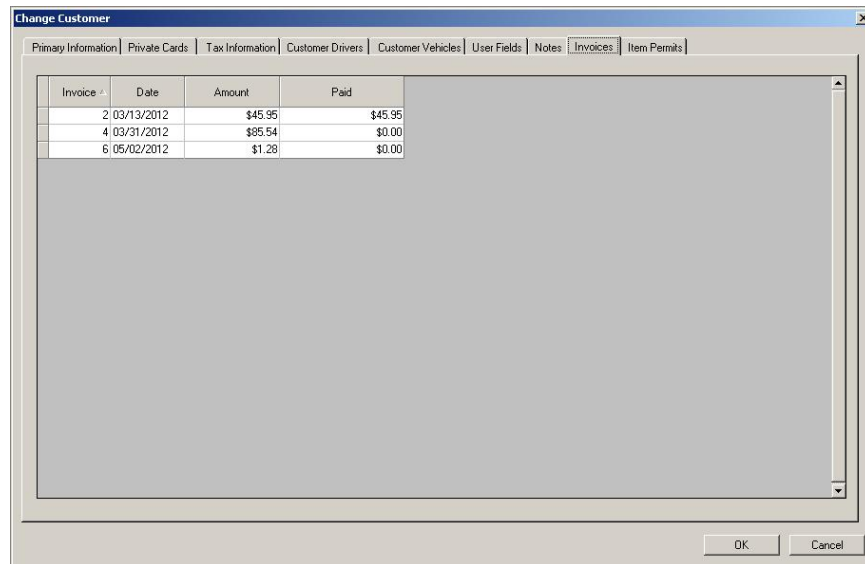 Change Customer
Primary Information Private Cards Tax Information Customer Drivers Customer Vehicles User Fields Notes Invoices Item Permits
Invoice Date Amount Paid
2 03/13/2012 $45.95 $45.95
4 03/31/2012 $85.54 $0.00
6 05/02/2012 $1.28 $0.00
OK Cancel